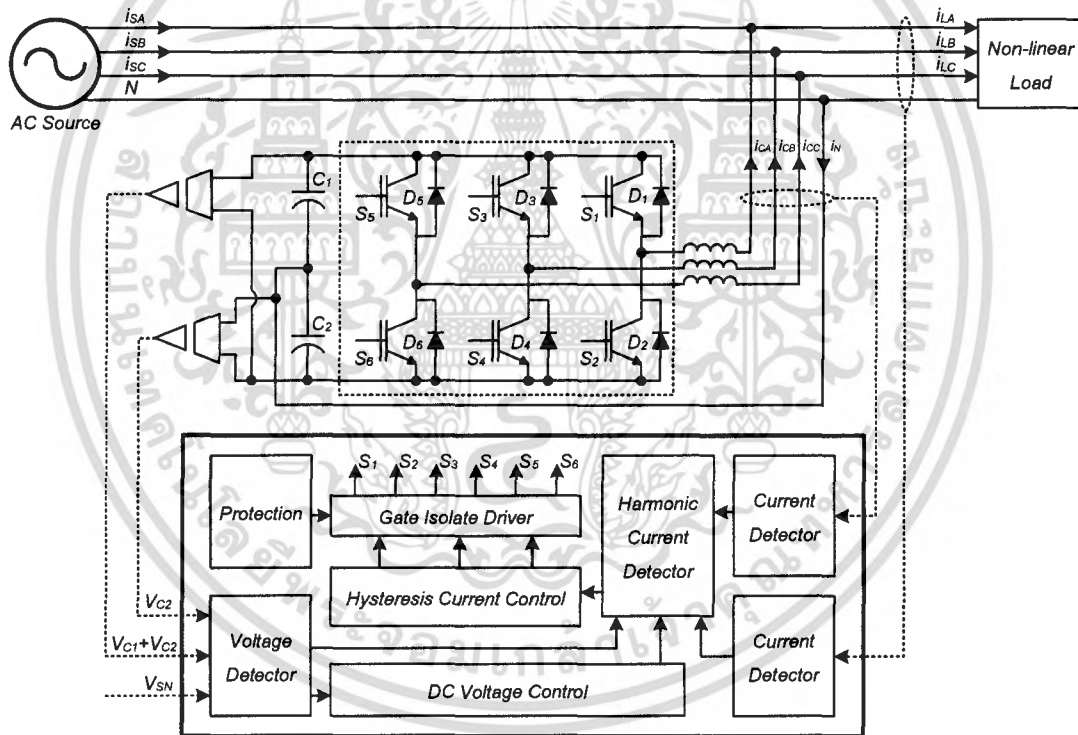 iSA
iSB
iSC
N
AC Source
iLA
iLB
iLC
Non-linear
Load
iCA
iCB
iCC
iN
C1
C2
S5
D5
S3
D3
S1
D1
S6
D6
S4
D4
S2
D2
S1
S2
S3
S4
S5
S6
Protection
Gate Isolate Driver
Harmonic
Current
Detector
Current
Detector
Hysteresis Current Control
VC2
VC1+VC2
VSN
Voltage
Detector
DC Voltage Control
Current
Detector